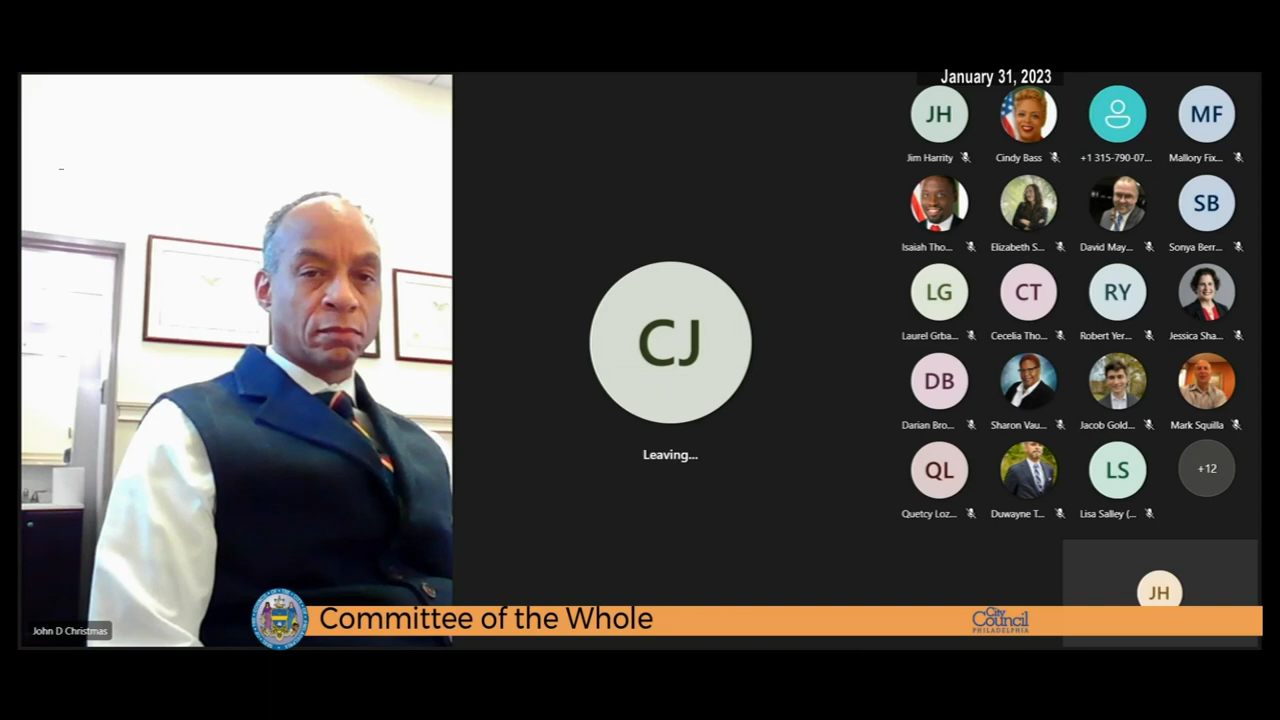 January 31, 2023
JH
MF
Jim Harrity
Cindy Bass
+1 315-790-07...
Mallory Fix...
SB
Isaiah Tho...
Elizabeth S...
David May...
Sonya Berr...
LG
CT
RY
Laurel Grba...
Cecelia Tho...
Robert Yer...
Jessica Sha...
DB
Darian Bro...
Sharon Vau...
Jacob Gold...
Mark Squilla
QL
LS
+12
Quetcy Loz...
Duwayne T...
Lisa Salley (...
CJ
Leaving...
JH
John D Christmas
Committee of the Whole
City
Council
PHILADELPHIA